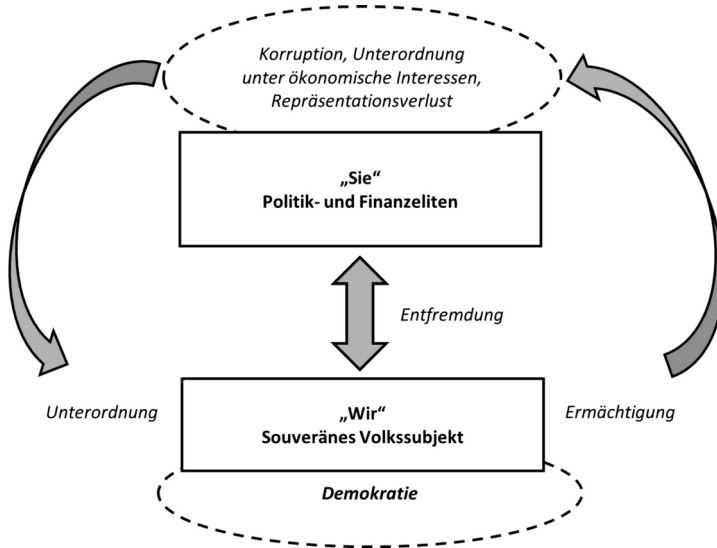 Korruption, Unterordnung
unter ökonomische Interessen,
Repräsentationsverlust
„Sie“
Politik- und Finanzeliten
Entfremdung
Unterordnung
„Wir“
Souveränes Volkssubjekt
Ermächtigung
Demokratie